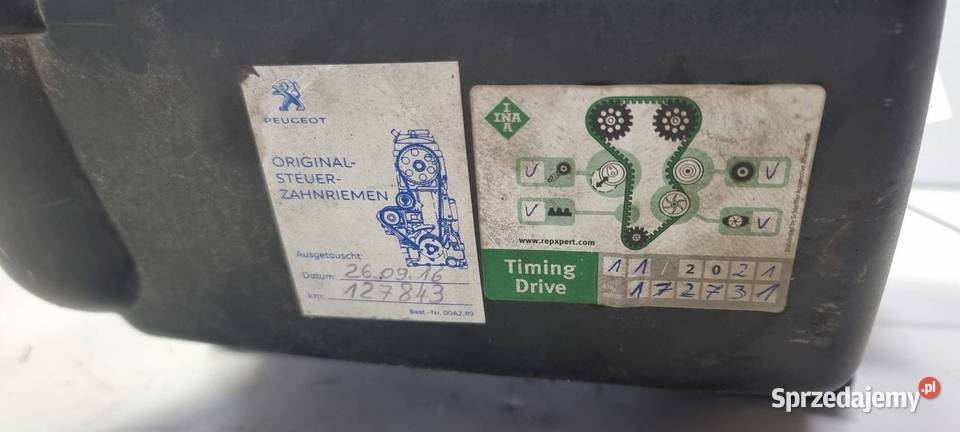 PEUGEOT
ORIGINAL-
STEUER-
ZAHNRIEMEN
Ausgetauscht
Datum: 26.09.16
km: 127843
Best.-Nr. 00A2.89
INA
INA
www.repxpert.com
Timing
Drive
11/2021
172731
Sprzedajemy.pl